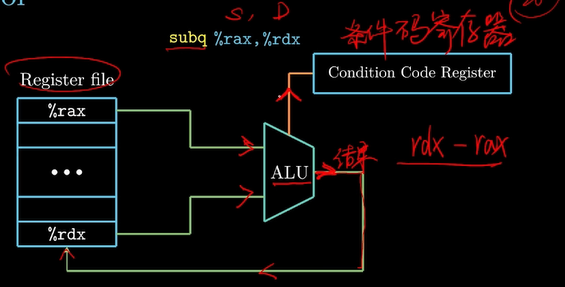 S, D
subq %rax,%rdx
条件码寄存器
Register file
Condition Code Register
%rax
rdx - rax
结果
ALU
%rdx